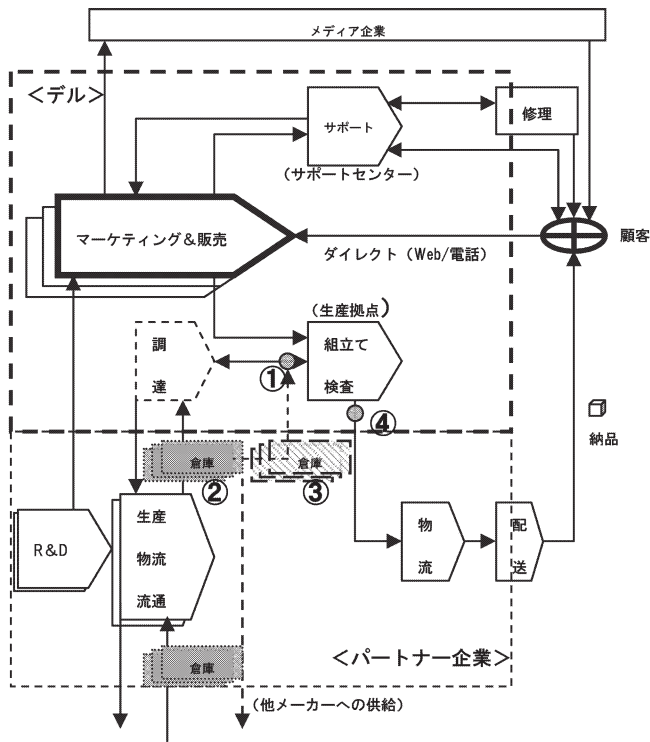 メディア企業
＜デル＞
サポート
修理
(サポートセンター)
マーケティング＆販売
ダイレクト（Web/電話）
顧客
(生産拠点)
調
達
組立て
検査
①
④
納品
倉庫
②
倉庫
③
R＆D
生産
物流
流通
物
流
配
送
倉庫
＜パートナー企業＞
(他メーカーへの供給)